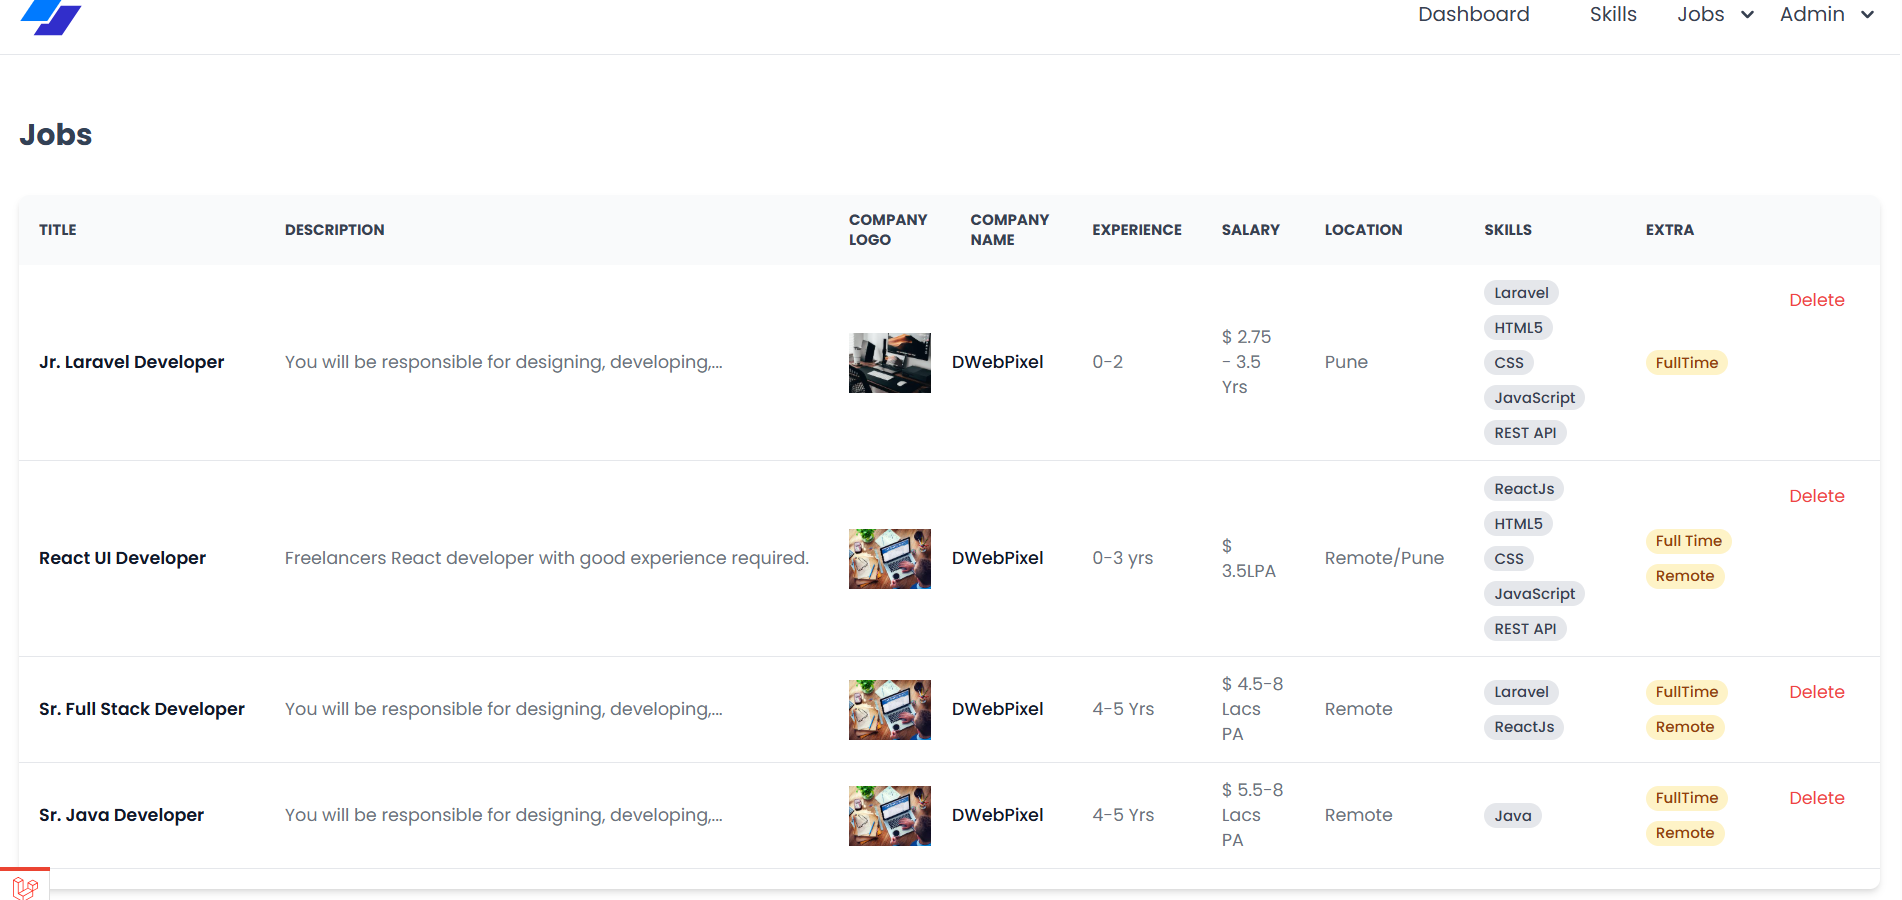 Dashboard Skills Jobs Admin
Jobs
TITLE DESCRIPTION COMPANY LOGO COMPANY NAME EXPERIENCE SALARY LOCATION SKILLS EXTRA
Jr. Laravel Developer
You will be responsible for designing, developing,...
DWebPixel
0-2
$ 2.75
- 3.5
Yrs
Pune
Laravel
HTML5
CSS
JavaScript
REST API
FullTime
Delete
React UI Developer
Freelancers React developer with good experience required.
DWebPixel
0-3 yrs
$
3.5LPA
Remote/Pune
ReactJs
HTML5
CSS
JavaScript
REST API
Full Time
Remote
Delete
Sr. Full Stack Developer
You will be responsible for designing, developing,...
DWebPixel
4-5 Yrs
$ 4.5-8
Lacs
PA
Remote
Laravel
ReactJs
FullTime
Remote
Delete
Sr. Java Developer
You will be responsible for designing, developing,...
DWebPixel
4-5 Yrs
$ 5.5-8
Lacs
PA
Remote
Java
FullTime
Remote
Delete